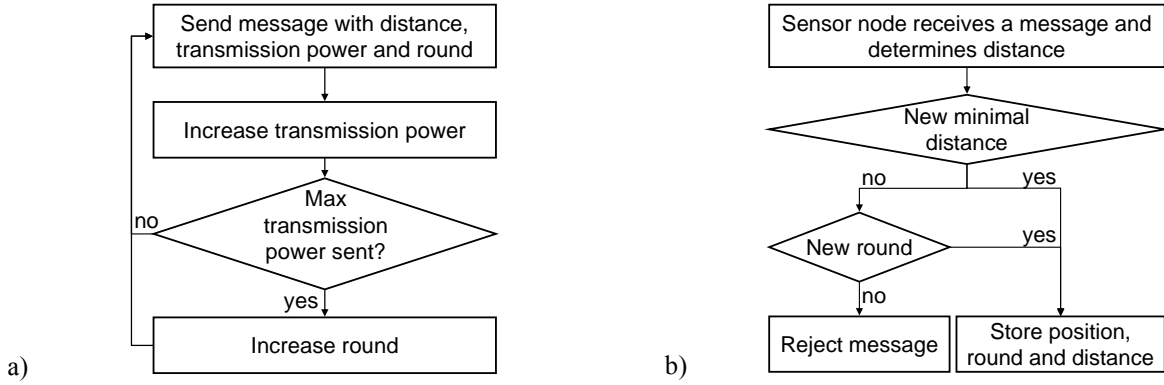 Send message with distance,
transmission power and round
Increase transmission power
Max
transmission
power sent?
no
yes
Increase round
a)
Sensor node receives a message and
determines distance
New minimal
distance
no
yes
New round
yes
no
Reject message
Store position,
round and distance
b)